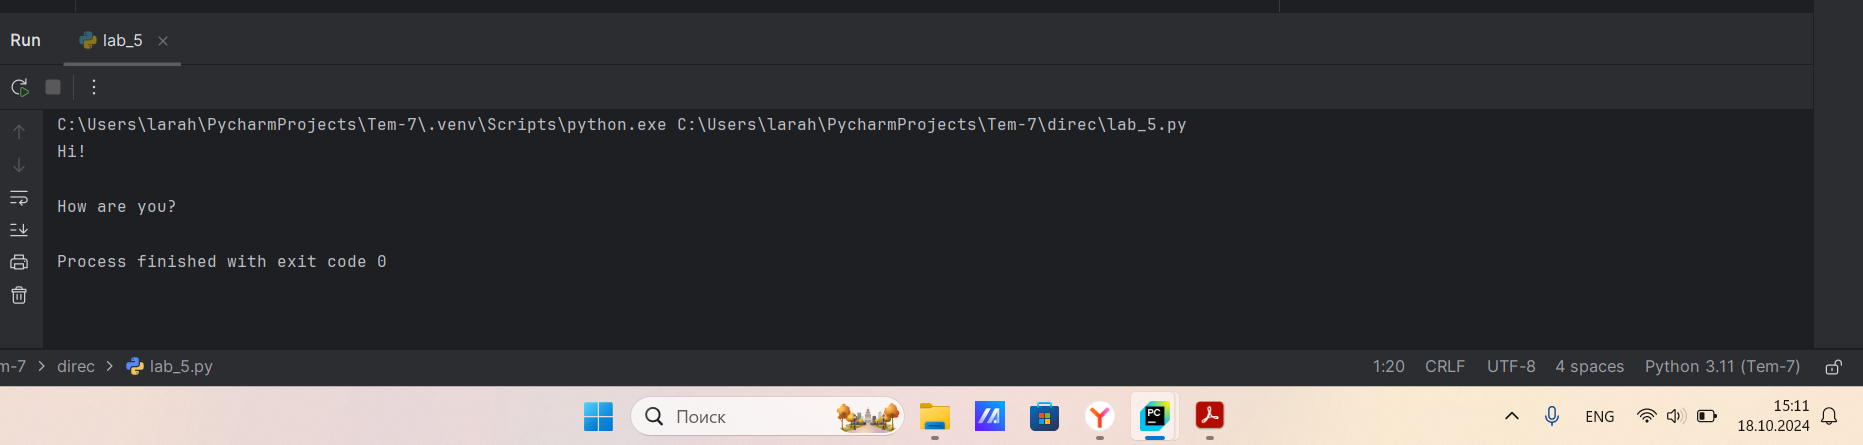 Run lab_5
C:\Users\larah\PycharmProjects\Tem-7\.venv\Scripts\python.exe C:\Users\larah\PycharmProjects\Tem-7\direc\lab_5.py
Hi!
How are you?
Process finished with exit code 0
m-7 > direc > lab_5.py 1:20 CRLF UTF-8 4 spaces Python 3.11 (Tem-7)
Поиск PC ENG 15:11
18.10.2024